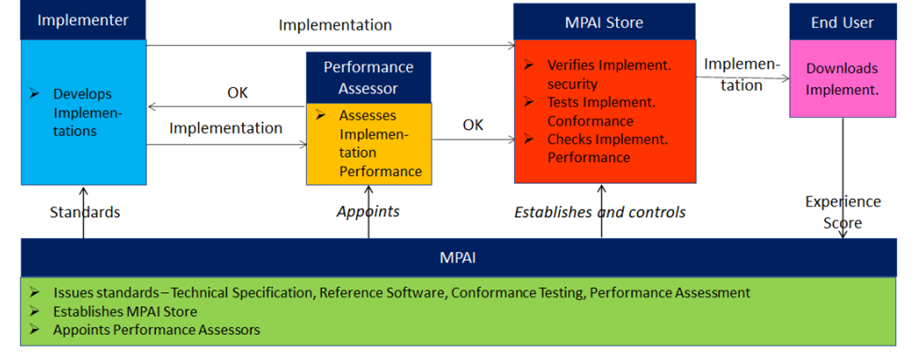 Implementer
MPAI Store
End User
Implementation
Performance
Assessor
➤ Develops
Implemen-
tations
OK
Implementation
➤ Assesses
Implemen-
tation
Performance
OK
➤ Verifies Implement.
security
➤ Tests Implement.
Conformance
➤ Checks Implement.
Performance
Implemen-
tation
Downloads
Implement.
Standards
Appoints
Establishes and controls
Experience
Score
MPAI
➤ Issues standards – Technical Specification, Reference Software, Conformance Testing, Performance Assessment
➤ Establishes MPAI Store
➤ Appoints Performance Assessors